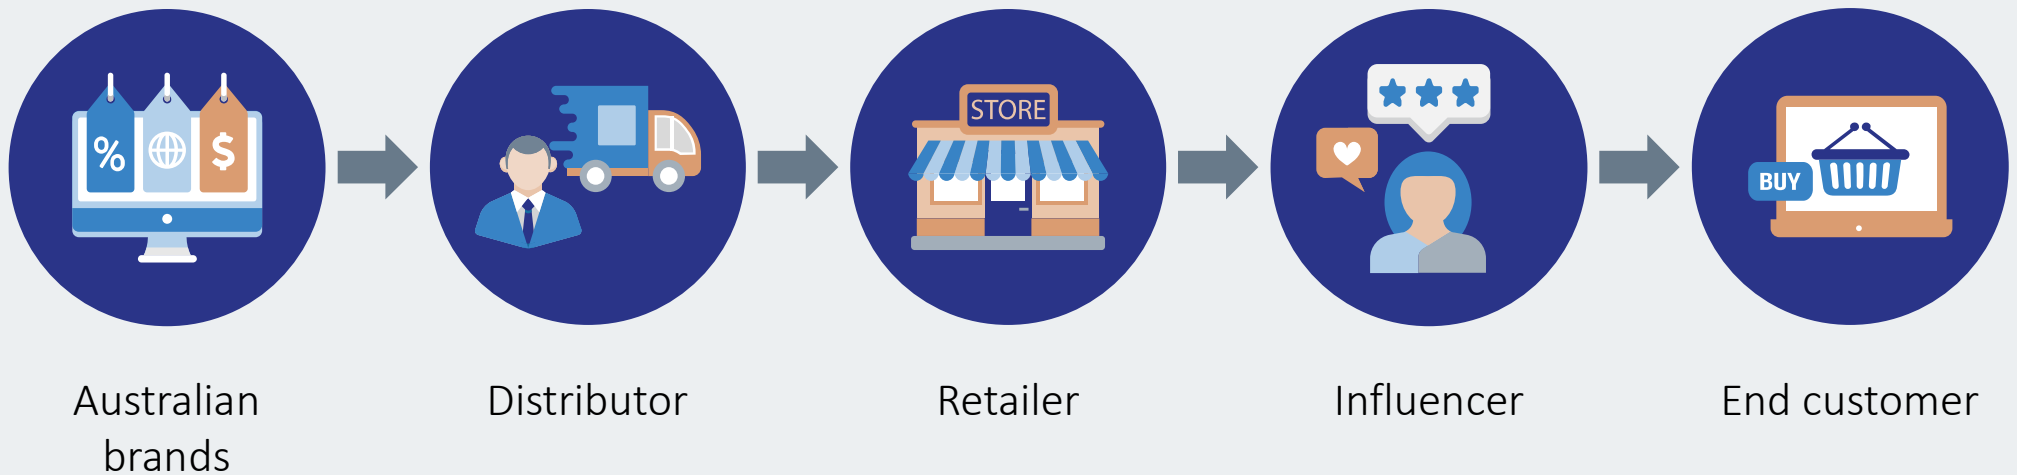 %
$
STORE
BUY
Australian
brands
Distributor
Retailer
Influencer
End customer